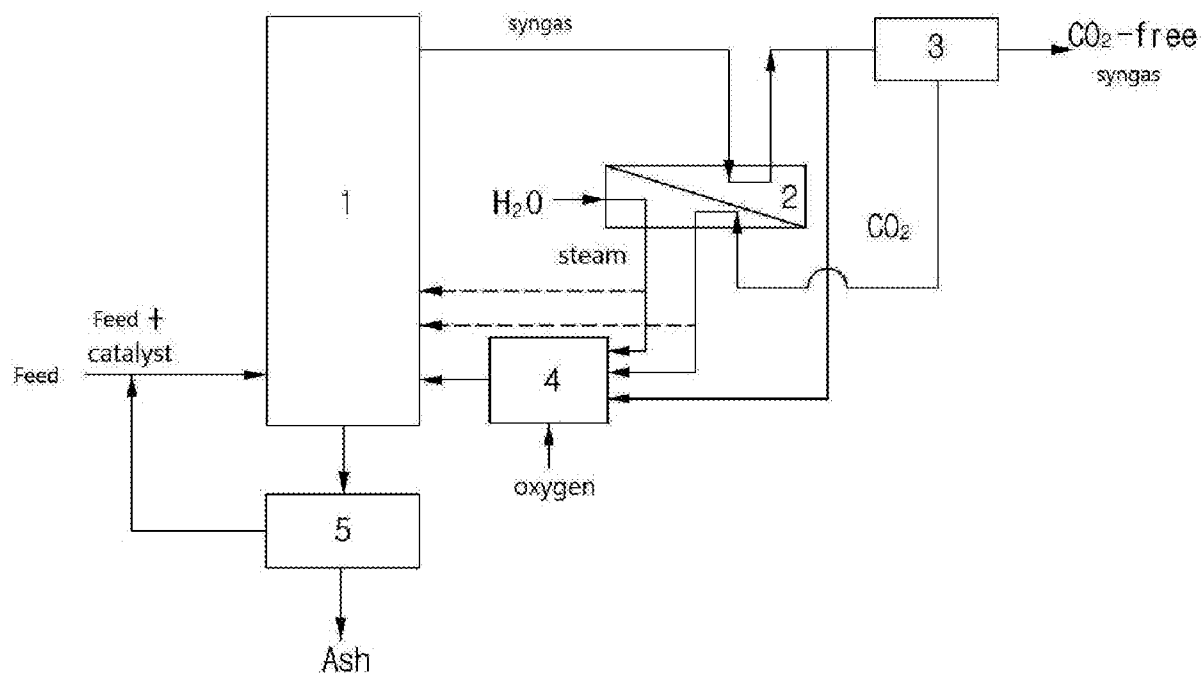 syngas
3
CO₂-free
syngas
1
2
H₂O
CO₂
steam
Feed +
catalyst
Feed
4
oxygen
5
Ash